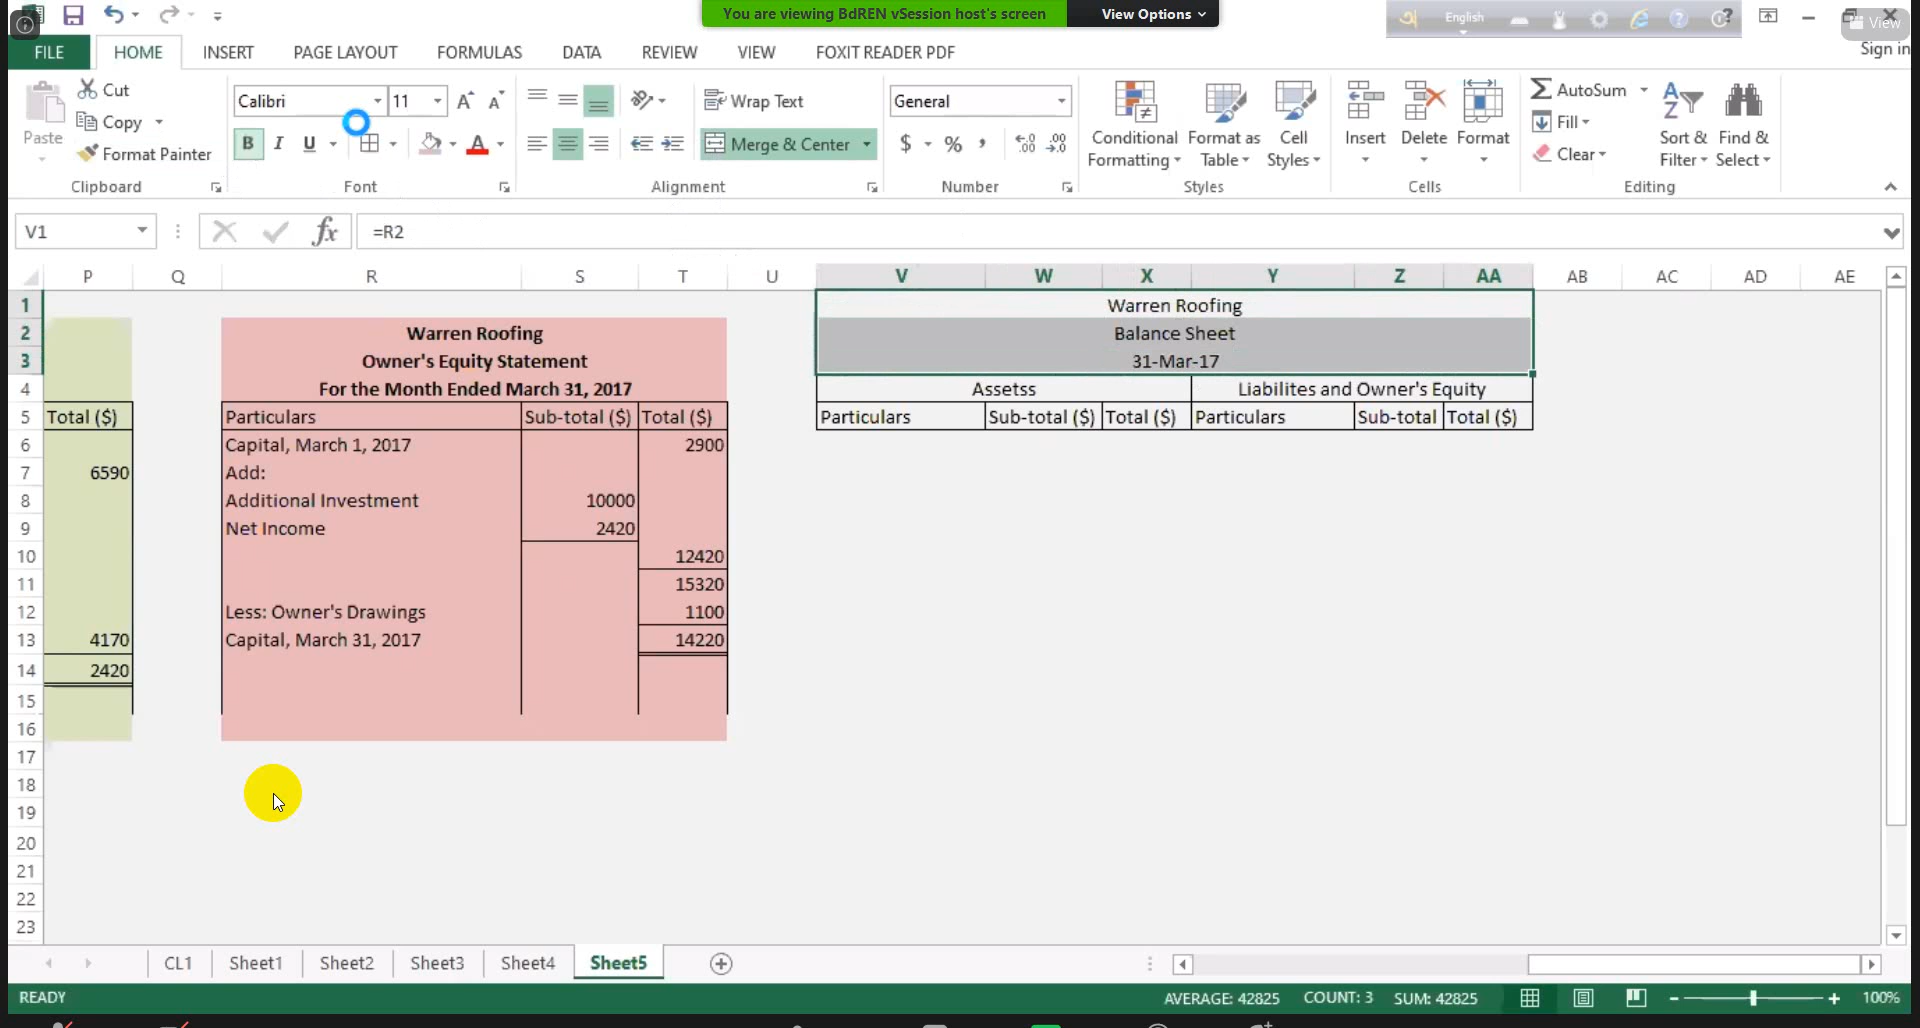 You are viewing BdREN vSession host's screen
View Options
English
View
Sign in
FILE HOME INSERT PAGE LAYOUT FORMULAS DATA REVIEW VIEW FOXIT READER PDF
Paste
Cut
Copy
Format Painter
Clipboard
Calibri 11
B I U
Font
Wrap Text
Merge & Center
Alignment
General
$ % ,
Number
Conditional Formatting
Format as Table
Cell Styles
Styles
Insert Delete Format
Cells
AutoSum
Fill
Clear
Sort & Filter
Find & Select
Editing
V1 fx =R2
P Q R S T U V W X Y Z AA AB AC AD AE
1 Warren Roofing
2 Warren Roofing Balance Sheet
3 Owner's Equity Statement 31-Mar-17
4 For the Month Ended March 31, 2017 Assetss Liabilites and Owner's Equity
5 Total ($) Particulars Sub-total ($) Total ($) Particulars Sub-total ($) Total ($) Particulars Sub-total Total ($)
6 Capital, March 1, 2017 2900
7 6590 Add:
8 Additional Investment 10000
9 Net Income 2420
10 12420
11 15320
12 Less: Owner's Drawings 1100
13 4170 Capital, March 31, 2017 14220
14 2420
15
16
17
18
19
20
21
22
23
CL1 Sheet1 Sheet2 Sheet3 Sheet4 Sheet5
READY AVERAGE: 42825 COUNT: 3 SUM: 42825 100%